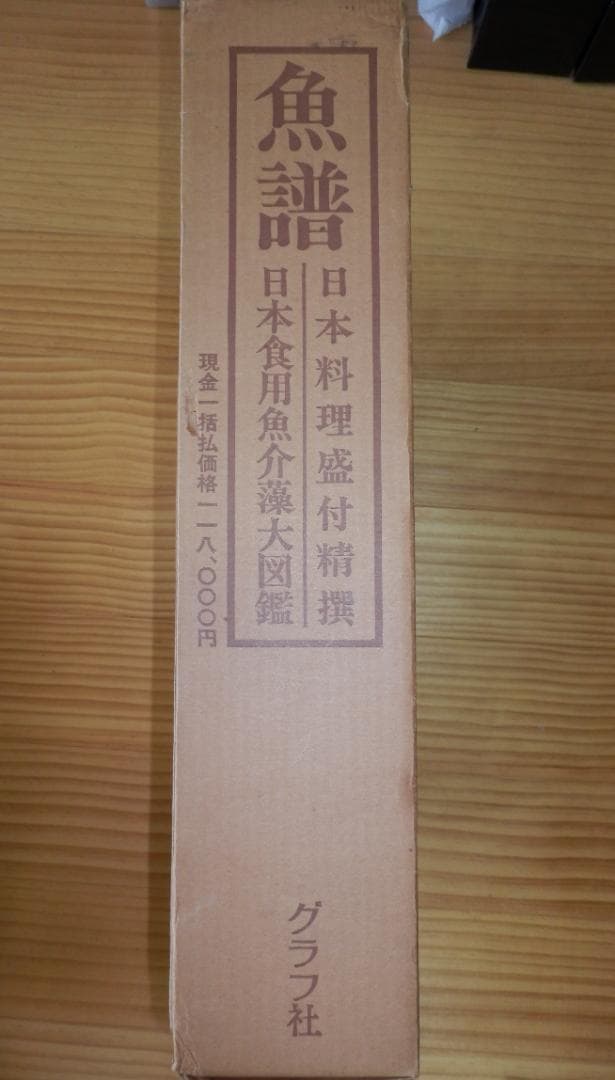 魚譜
日本料理盛付精撰
日本食用魚介藻大図鑑
現金一括払価格一一八、〇〇〇円
グラフ社